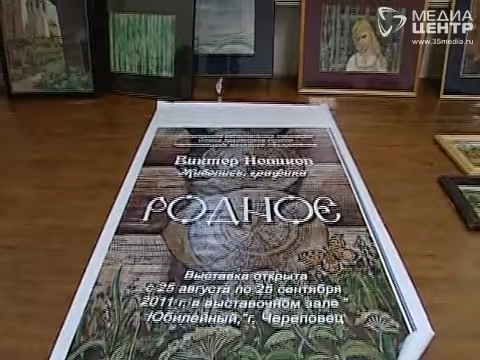 МЕДИА
ЦЕНТР
www.35media.ru
Виктор
Живопись, графика
РОДНОЕ
Выставка открыта
с 25 августа по 25 сентября
2011 г. в выставочном зале "
Юбилейный," г. Череповец